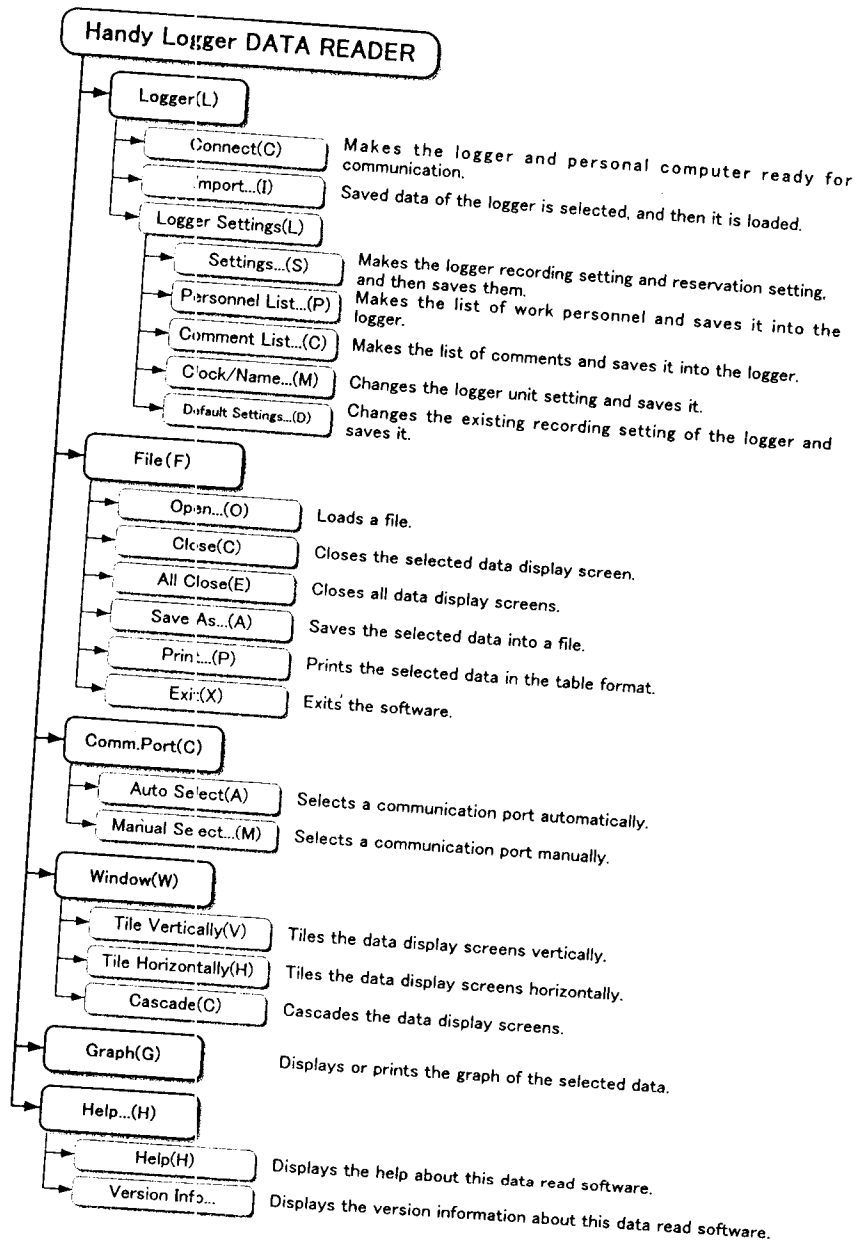 Handy Logger DATA READER
Logger(L)
Connect(C)
Makes the logger and personal computer ready for
communication.
Import...(I)
Saved data of the logger is selected, and then it is loaded.
Logger Settings(L)
Settings...(S)
Makes the logger recording setting and reservation setting,
and then saves them.
Personnel List...(P)
Makes the list of work personnel and saves it into the
logger.
Comment List...(C)
Makes the list of comments and saves it into the logger.
Clock/Name...(M)
Changes the logger unit setting and saves it.
Default Settings...(D)
Changes the existing recording setting of the logger and
saves it.
File(F)
Open...(O)
Loads a file.
Close(C)
Closes the selected data display screen.
All Close(E)
Closes all data display screens.
Save As...(A)
Saves the selected data into a file.
Print...(P)
Prints the selected data in the table format.
Exit(X)
Exits the software.
Comm.Port(C)
Auto Select(A)
Selects a communication port automatically.
Manual Select...(M)
Selects a communication port manually.
Window(W)
Tile Vertically(V)
Tiles the data display screens vertically.
Tile Horizontally(H)
Tiles the data display screens horizontally.
Cascade(C)
Cascades the data display screens.
Graph(G)
Displays or prints the graph of the selected data.
Help...(H)
Help(H)
Displays the help about this data read software.
Version Info...
Displays the version information about this data read software.